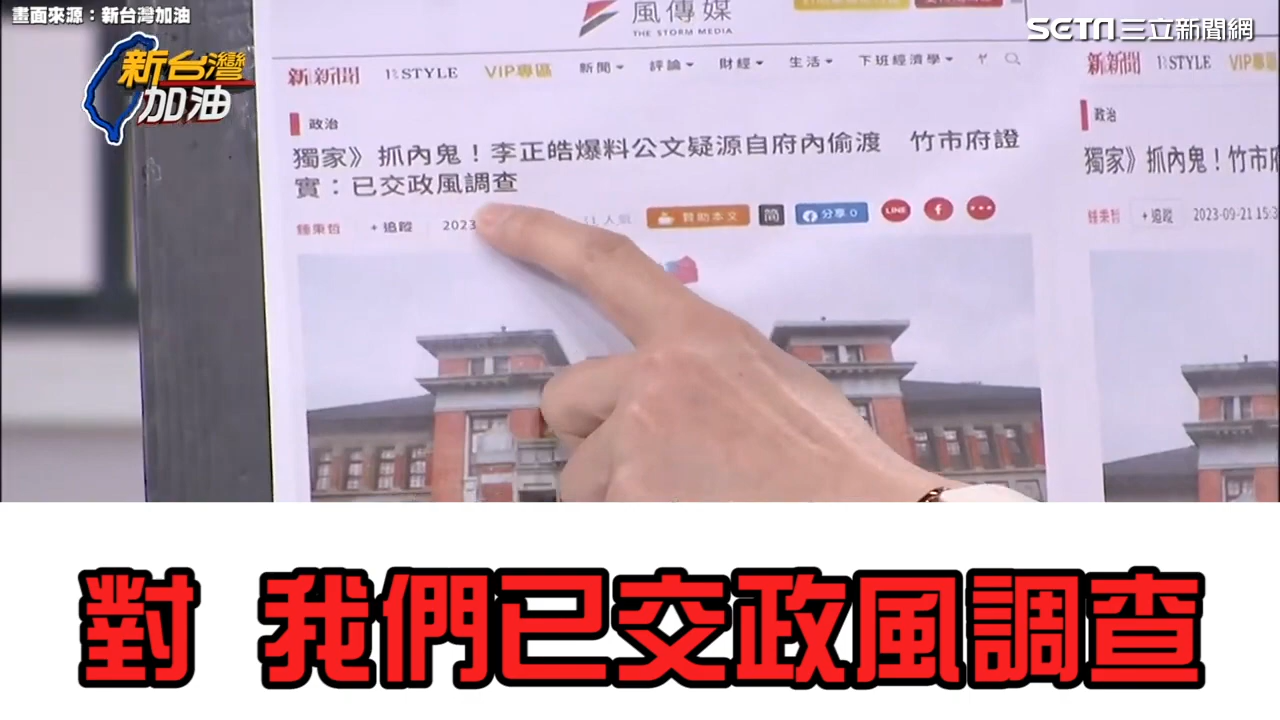 畫面來源：新台灣加油
SETN三立新聞網
新台灣加油
風傳媒
THE STORM MEDIA
新新聞 STYLE VIP專區 新聞 評論 財經 生活 下班經濟學
政治
獨家》抓內鬼！李正皓爆料公文疑源自府內偷渡 竹市府證
實：已交政風調查
鍾秉哲 +追蹤 2023 人氣 贊助本文 简 分享 0 LINE
新新聞 STYLE VIP專區
政治
獨家》抓內鬼！竹市府
鍾秉哲 +追蹤 2023-09-21 15:3
對 我們已交政風調查